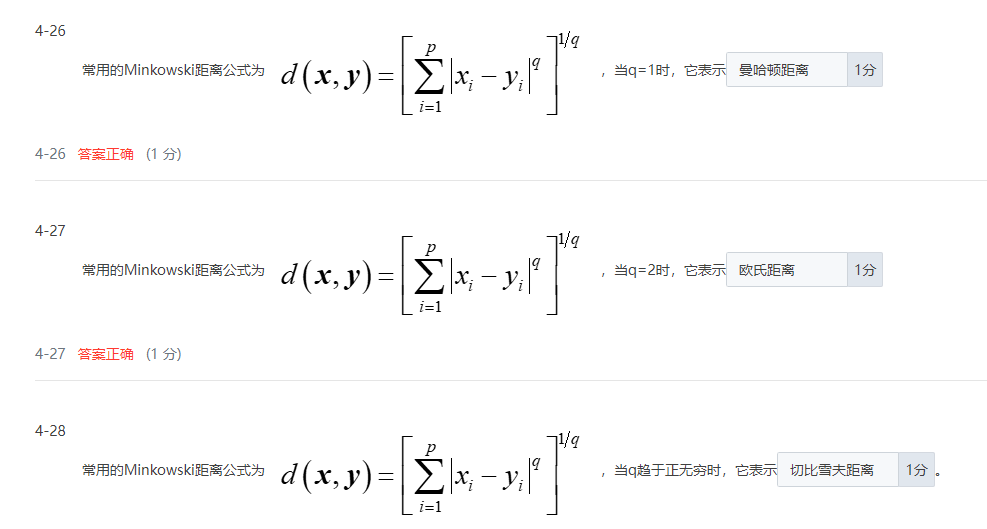 4-26
常用的Minkowski距离公式为 d(x, y) = [∑_{i=1}^{p} |x_i − y_i|^q]^{1/q} ，当q=1时，它表示 曼哈顿距离 1分
4-26 答案正确 (1 分)
4-27
常用的Minkowski距离公式为 d(x, y) = [∑_{i=1}^{p} |x_i − y_i|^q]^{1/q} ，当q=2时，它表示 欧氏距离 1分
4-27 答案正确 (1 分)
4-28
常用的Minkowski距离公式为 d(x, y) = [∑_{i=1}^{p} |x_i − y_i|^q]^{1/q} ，当q趋于正无穷时，它表示 切比雪夫距离 1分 。